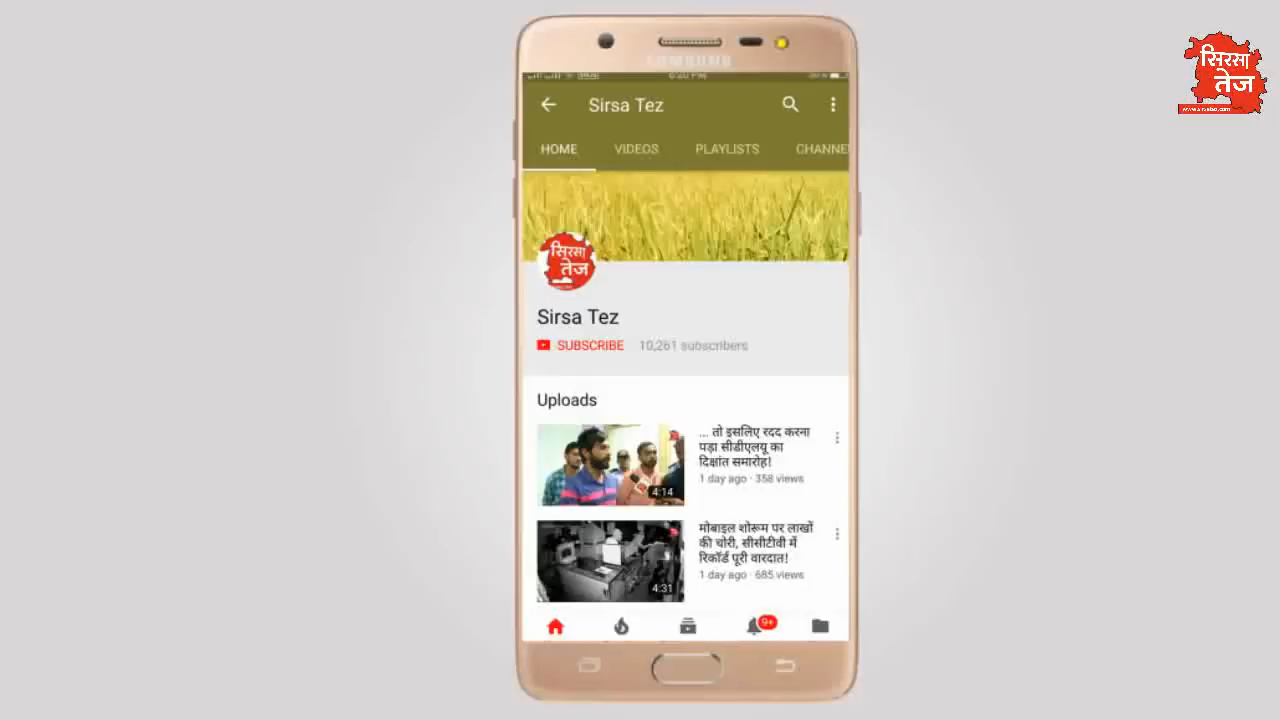 सिरसा
तेज
SAMSUNG
Sirsa Tez
HOME VIDEOS PLAYLISTS CHANNE
सिरसा
तेज
Sirsa Tez
SUBSCRIBE 10,261 subscribers
Uploads
... तो इसलिए रदद करना
पड़ा सीडीएलयू का
दिक्षांत समारोह!
1 day ago · 358 views
4:14
मोबाइल शोरूम पर लाखों
की चोरी, सीसीटीवी में
रिकॉर्ड पूरी वारदात!
1 day ago · 685 views
4:31
9+